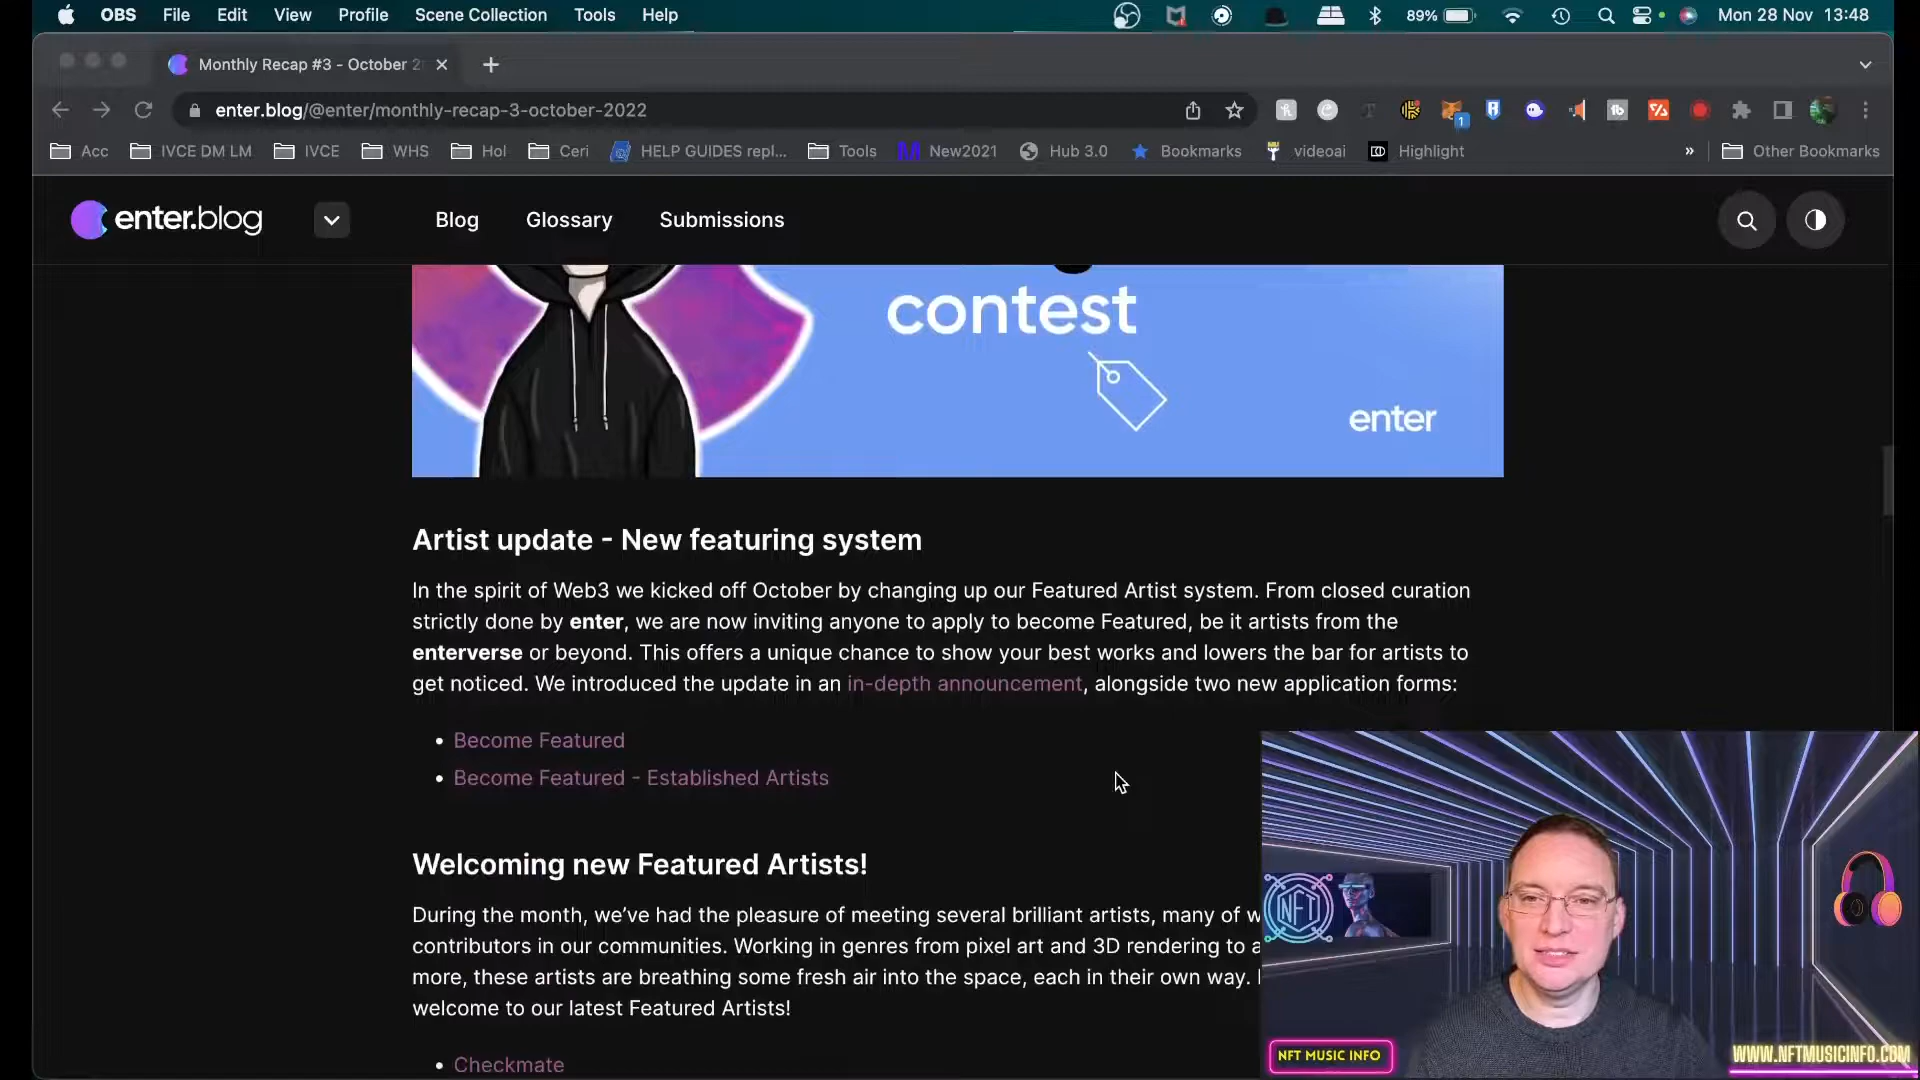 OBS File Edit View Profile Scene Collection Tools Help 89% Mon 28 Nov 13:48
Monthly Recap #3 - October 2
enter.blog/@enter/monthly-recap-3-october-2022
1
Acc IVCE DM LM IVCE WHS Hol Ceri HELP GUIDES repl... Tools New2021 Hub 3.0 Bookmarks videoai Highlight » Other Bookmarks
enter.blog Blog Glossary Submissions
contest
enter
Artist update - New featuring system
In the spirit of Web3 we kicked off October by changing up our Featured Artist system. From closed curation
strictly done by enter, we are now inviting anyone to apply to become Featured, be it artists from the
enterverse or beyond. This offers a unique chance to show your best works and lowers the bar for artists to
get noticed. We introduced the update in an in-depth announcement, alongside two new application forms:
• Become Featured
• Become Featured - Established Artists
Welcoming new Featured Artists!
During the month, we've had the pleasure of meeting several brilliant artists, many of w
contributors in our communities. Working in genres from pixel art and 3D rendering to a
more, these artists are breathing some fresh air into the space, each in their own way.
welcome to our latest Featured Artists!
• Checkmate
NFT
NFT MUSIC INFO
WWW.NFTMUSICINFO.COM